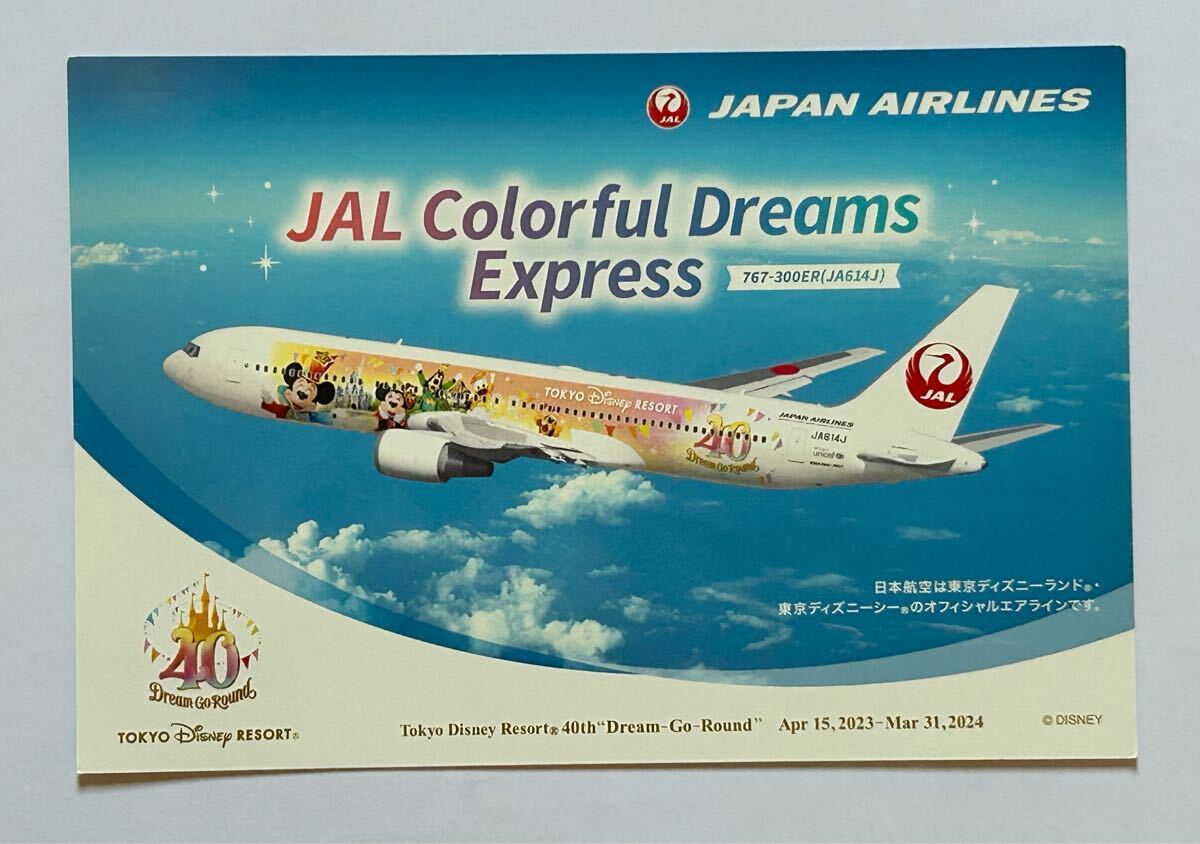 JAL
JAPAN AIRLINES
JAL Colorful Dreams
Express
767-300ER(JA614J)
TOKYO Disney RESORT
40
Dream-Go-Round
JAPAN AIRLINES
JA614J
unicef
JAL
日本航空は東京ディズニーランド®・
東京ディズニーシー®のオフィシャルエアラインです。
40
Dream-Go-Round
TOKYO Disney RESORT®
Tokyo Disney Resort® 40th "Dream-Go-Round" Apr 15, 2023-Mar 31, 2024
© DISNEY